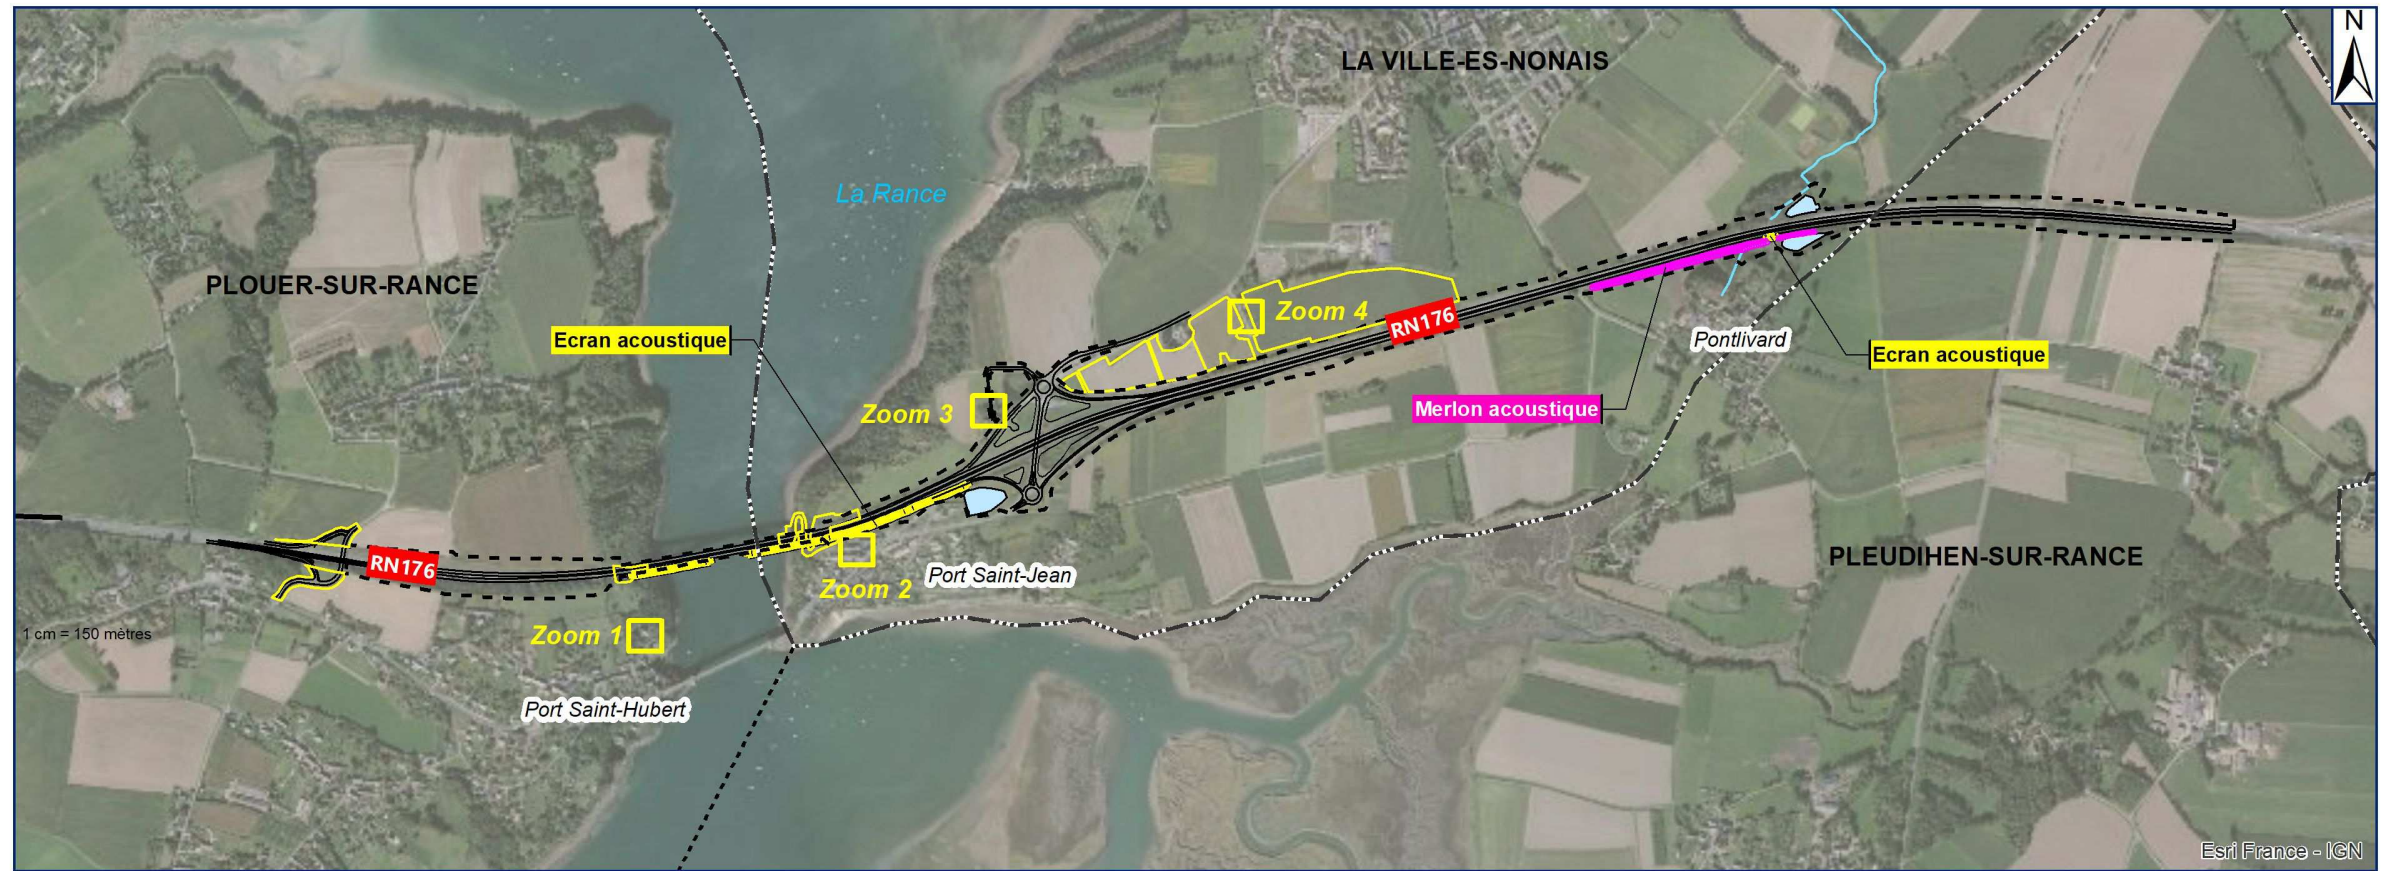 N
LA VILLE-ES-NONAIS
La Rance
PLOUER-SUR-RANCE
Zoom 4
RN176
Ecran acoustique
Pontlivard
Ecran acoustique
Zoom 3
Merlon acoustique
RN176
Port Saint-Jean
PLEUDIHEN-SUR-RANCE
Zoom 2
1 cm = 150 mètres
Zoom 1
Port Saint-Hubert
Esri France - IGN